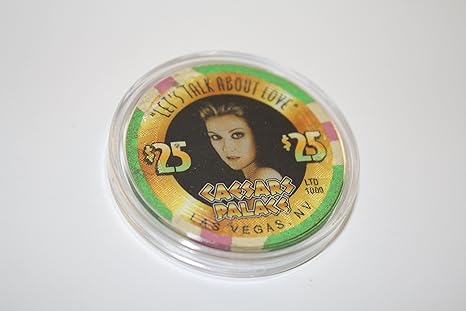 "LET'S TALK ABOUT LOVE"
$25
$25
CAESARS
PALACE
LTD
1000
LAS VEGAS, NV